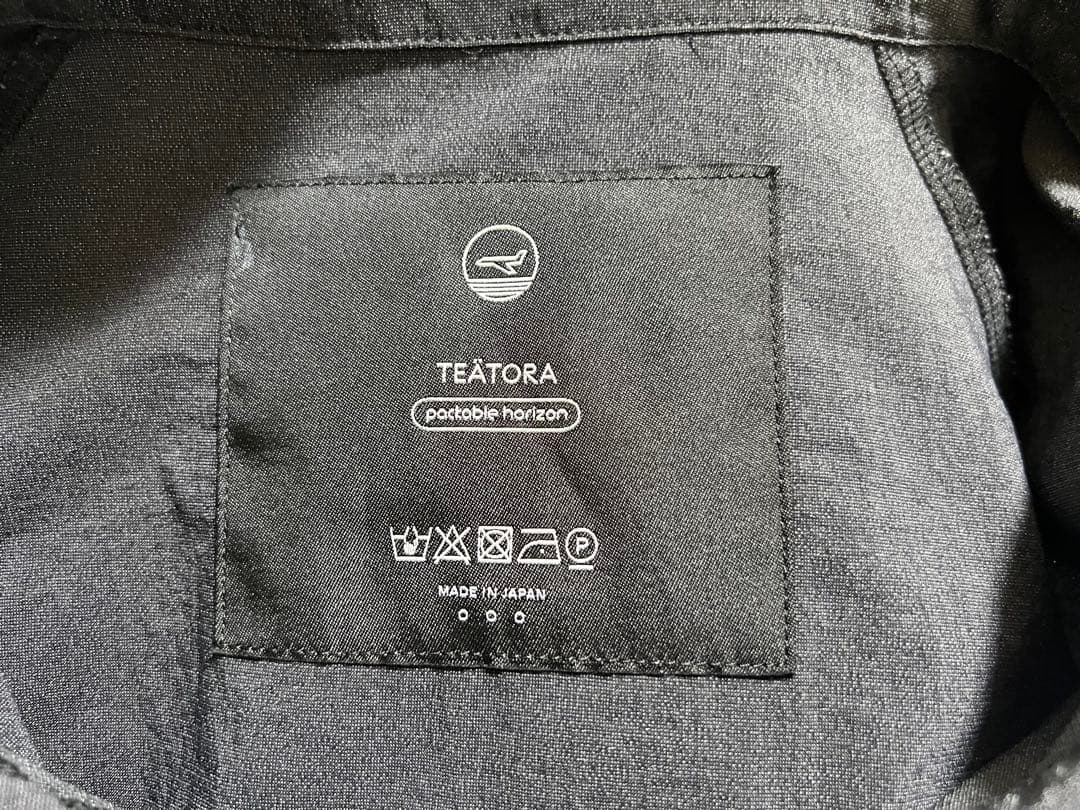 TEÄTORA
packable horizon
P
MADE IN JAPAN